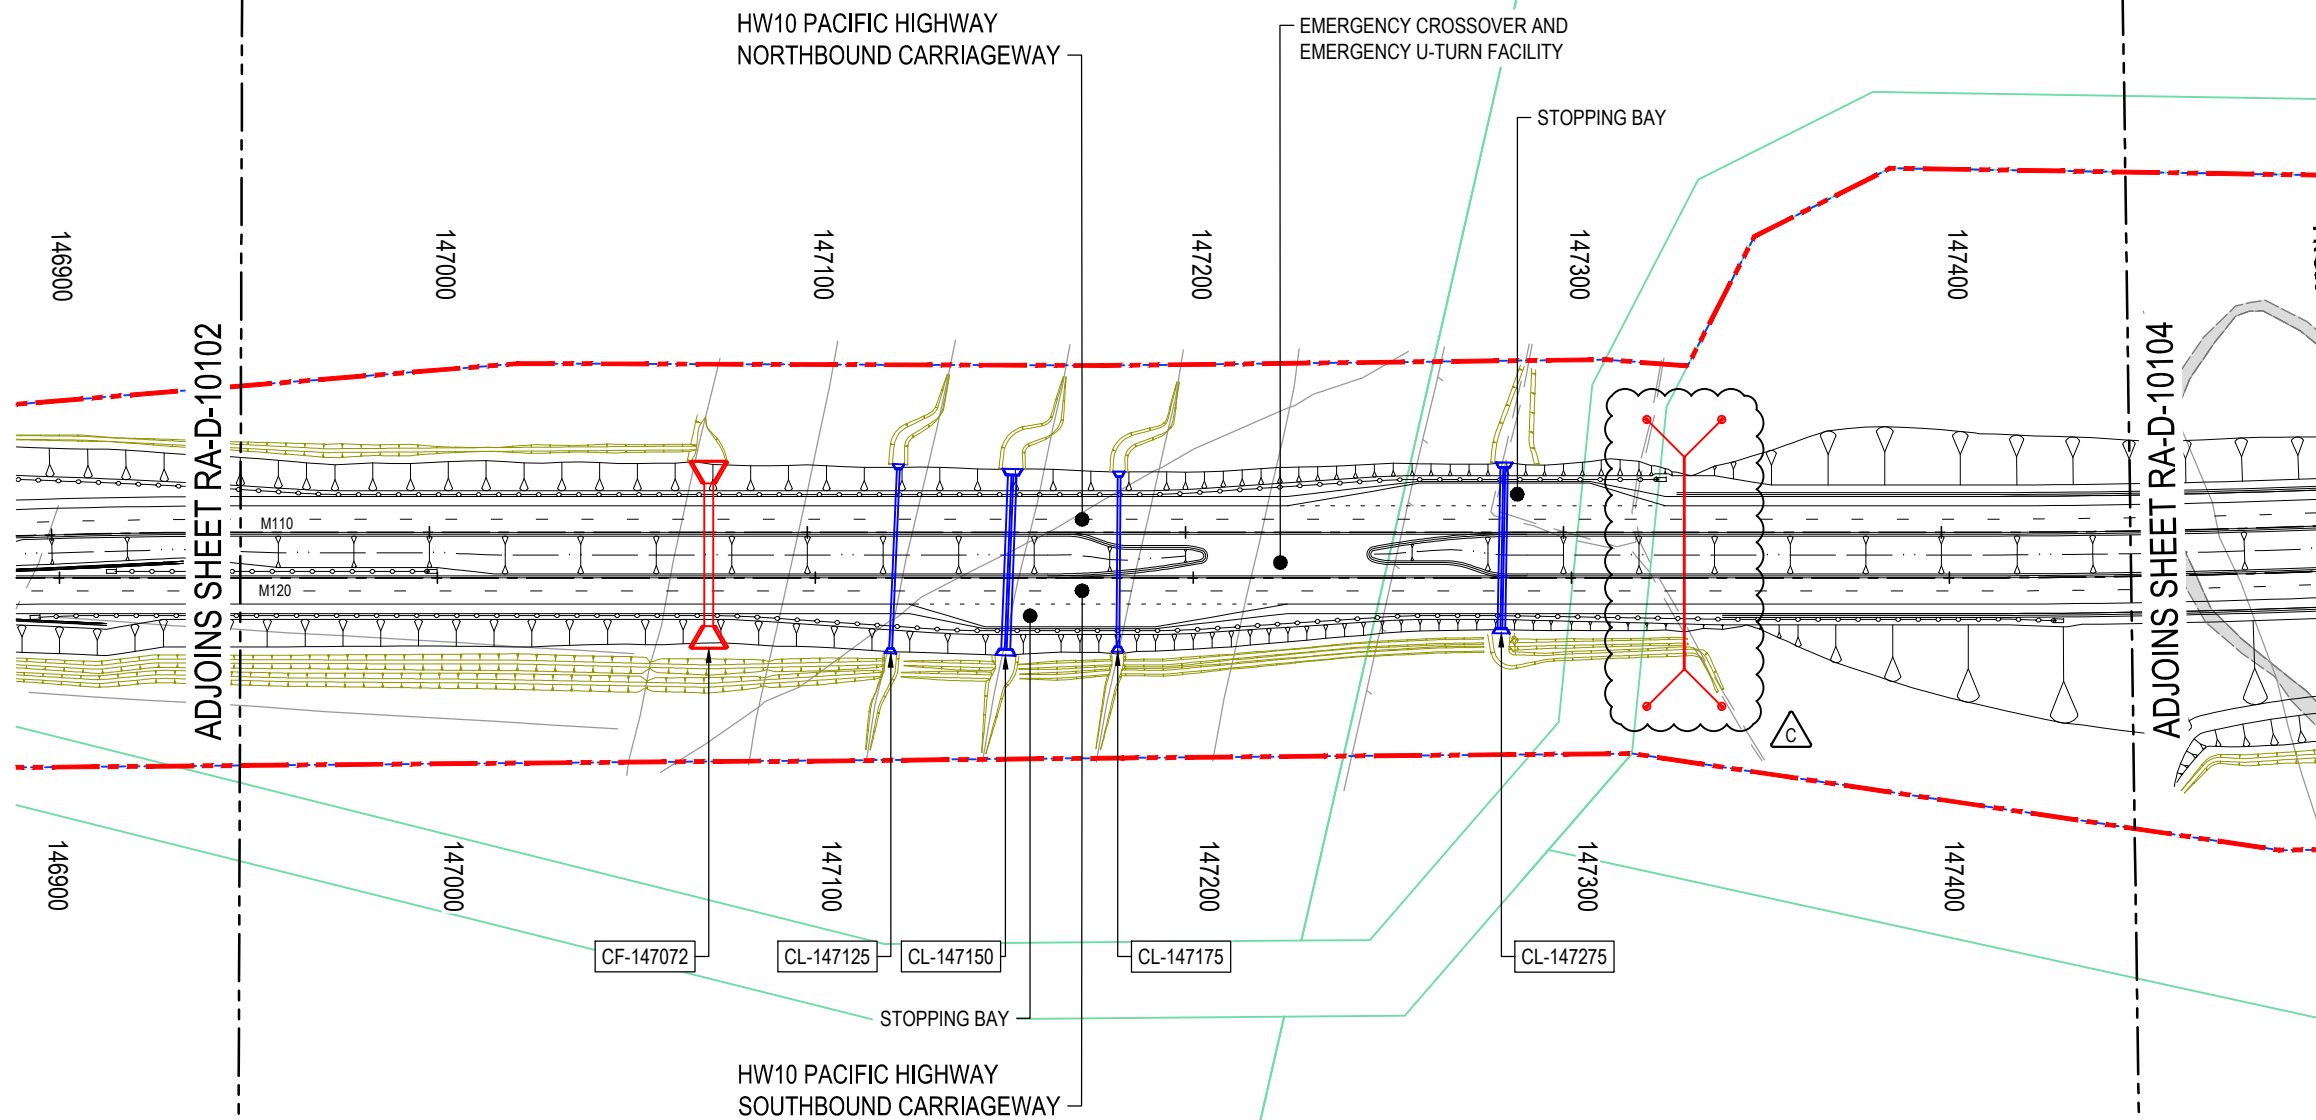 HW10 PACIFIC HIGHWAY
NORTHBOUND CARRIAGEWAY
EMERGENCY CROSSOVER AND
EMERGENCY U-TURN FACILITY
STOPPING BAY
146900
147000
147100
147200
147300
147400
ADJOINS SHEET RA-D-10102
ADJOINS SHEET RA-D-10104
M110
M120
C
146900
147000
147100
147200
147300
147400
CF-147072
CL-147125
CL-147150
CL-147175
CL-147275
STOPPING BAY
HW10 PACIFIC HIGHWAY
SOUTHBOUND CARRIAGEWAY